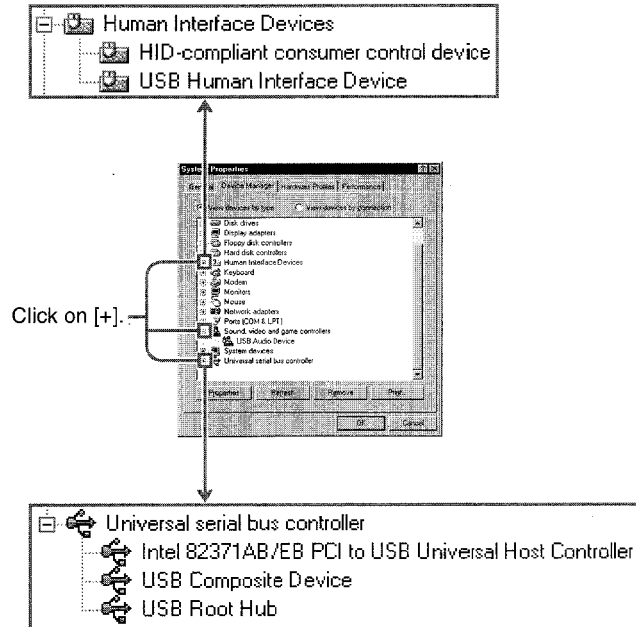 Human Interface Devices
HID-compliant consumer control device
USB Human Interface Device
System Properties
General Device Manager Hardware Profiles Performance
View devices by type View devices by connection
Disk drives
Display adapters
Floppy disk controllers
Hard disk controllers
Human Interface Devices
Keyboard
Modem
Monitors
Mouse
Network adapters
Ports (COM & LPT)
Sound, video and game controllers
USB Audio Device
System devices
Universal serial bus controller
Click on [+].
Properties Refresh Remove Print...
OK Cancel
Universal serial bus controller
Intel 82371AB/EB PCI to USB Universal Host Controller
USB Composite Device
USB Root Hub